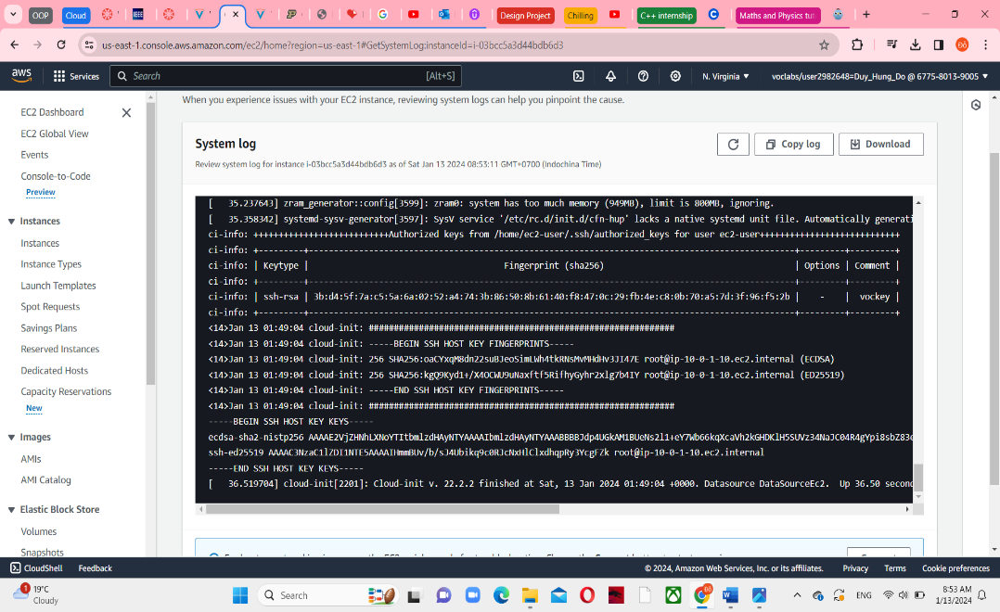 OOP
Cloud
Design Project
Chilling
C++ internship
Maths and Physics tut
us-east-1.console.aws.amazon.com/ec2/home?region=us-east-1#GetSystemLog:instanceId=i-03bcc5a3d44bdb6d3
aws
Services
Search
[Alt+S]
N. Virginia
voclabs/user2982648=Duy_Hung_Do @ 6775-8013-9005
EC2 Dashboard
EC2 Global View
Events
Console-to-Code
Preview
Instances
Instances
Instance Types
Launch Templates
Spot Requests
Savings Plans
Reserved Instances
Dedicated Hosts
Capacity Reservations
New
Images
AMIs
AMI Catalog
Elastic Block Store
Volumes
Snapshots
When you experience issues with your EC2 instance, reviewing system logs can help you pinpoint the cause.
System log
Copy log
Download
Review system log for instance i-03bcc5a3d44bdb6d3 as of Sat Jan 13 2024 08:53:11 GMT+0700 (Indochina Time)
[   35.237643] zram_generator::config[3599]: zram0: system has too much memory (949MB), limit is 800MB, ignoring.
[   35.358342] systemd-sysv-generator[3597]: SysV service '/etc/rc.d/init.d/cfn-hup' lacks a native systemd unit file. Automatically generati
ci-info: +++++++++++++++++++++++++++Authorized keys from /home/ec2-user/.ssh/authorized_keys for user ec2-user++++++++++++++++++++++++++++
ci-info: +---------+-------------------------------------------------------------------------------------------------+---------+---------+
ci-info: | Keytype |                                       Fingerprint (sha256)                                       | Options | Comment |
ci-info: +---------+-------------------------------------------------------------------------------------------------+---------+---------+
ci-info: | ssh-rsa | 3b:d4:5f:7a:c5:5a:6a:02:52:a4:74:3b:86:50:8b:61:40:f8:47:0c:29:fb:4e:c8:0b:70:a5:7d:3f:96:f5:2b |    -    |  vockey |
ci-info: +---------+-------------------------------------------------------------------------------------------------+---------+---------+
<14>Jan 13 01:49:04 cloud-init: #############################################################
<14>Jan 13 01:49:04 cloud-init: -----BEGIN SSH HOST KEY FINGERPRINTS-----
<14>Jan 13 01:49:04 cloud-init: 256 SHA256:oaCYxqM8dn22suBJeoSimLWh4tkRNsMvMHdHv3JI47E root@ip-10-0-1-10.ec2.internal (ECDSA)
<14>Jan 13 01:49:04 cloud-init: 256 SHA256:kgQ9Kyd1+/X4OCWU9uNaxftf5RifhyGyhr2xlg7b4IY root@ip-10-0-1-10.ec2.internal (ED25519)
<14>Jan 13 01:49:04 cloud-init: -----END SSH HOST KEY FINGERPRINTS-----
<14>Jan 13 01:49:04 cloud-init: #############################################################
-----BEGIN SSH HOST KEY KEYS-----
ecdsa-sha2-nistp256
ssh-ed25519 root@ip-10-0-1-10.ec2.internal
-----END SSH HOST KEY KEYS-----
[   36.519704] cloud-init[2201]: Cloud-init v. 22.2.2 finished at Sat, 13 Jan 2024 01:49:04 +0000. Datasource DataSourceEc2.  Up 36.50 second
CloudShell
Feedback
© 2024, Amazon Web Services, Inc. or its affiliates.
Privacy
Terms
Cookie preferences
1
19°C
Cloudy
Search
66
ENG
8:53 AM
1/13/2024